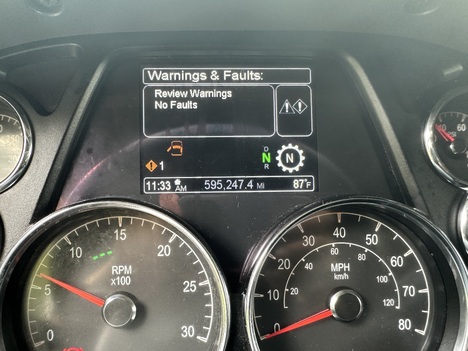 Warnings & Faults:
Review Warnings
No Faults
D
N
R
N
1
11:33 AM 595,247.4 MI 87°F
5
10
15
20
25
30
RPM
x100
0
10
20
30
40
50
60
70
80
20
40
60
80
100
120
MPH
km/h